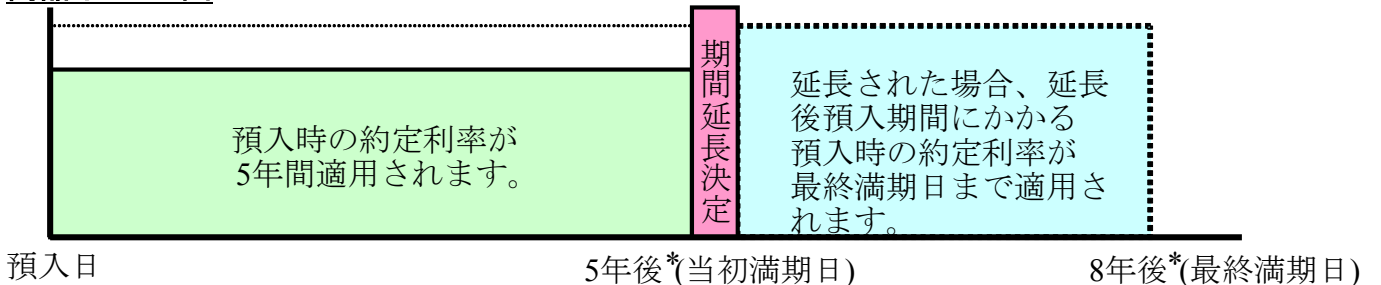 預入時の約定利率が
5年間適用されます。
期間延長決定
延長された場合、延長
後預入期間にかかる
預入時の約定利率が
最終満期日まで適用さ
れます。
預入日
5年後*(当初満期日)
8年後*(最終満期日)